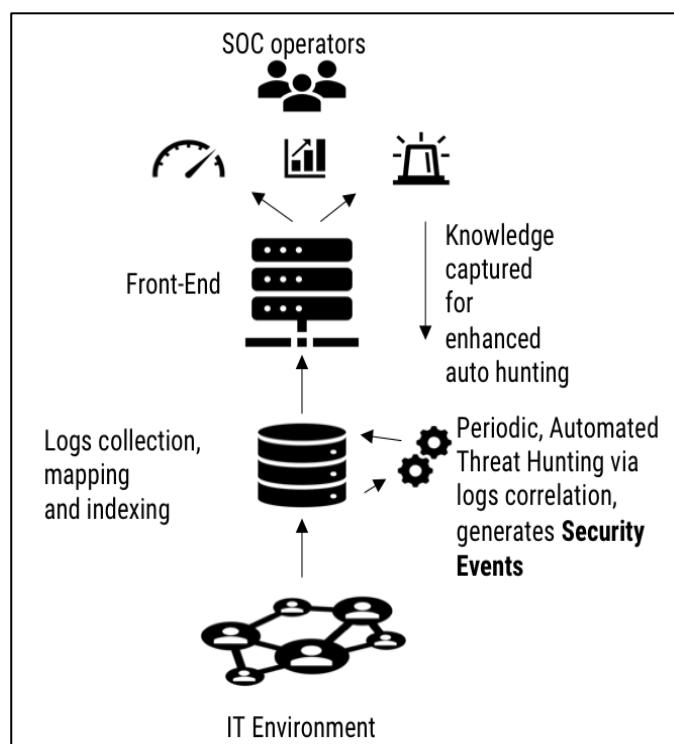 SOC operators
Front-End
Knowledge
captured
for
enhanced
auto hunting
Logs collection,
mapping
and indexing
Periodic, Automated
Threat Hunting via
logs correlation,
generates Security
Events
IT Environment